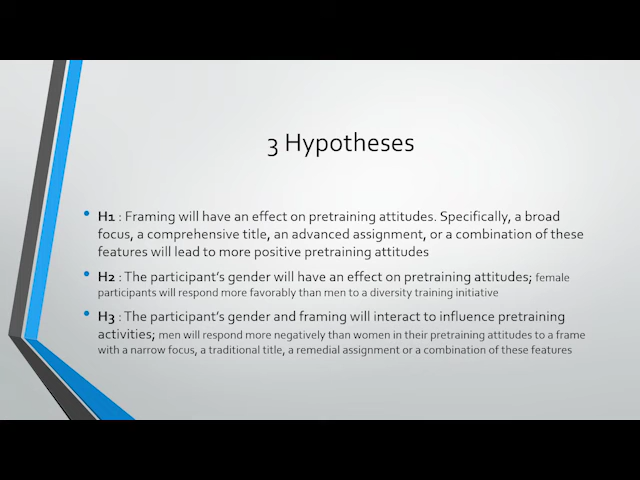 3 Hypotheses
• H1 : Framing will have an effect on pretraining attitudes. Specifically, a broad
focus, a comprehensive title, an advanced assignment, or a combination of these
features will lead to more positive pretraining attitudes
• H2 : The participant's gender will have an effect on pretraining attitudes; female
participants will respond more favorably than men to a diversity training initiative
• H3 : The participant's gender and framing will interact to influence pretraining
activities; men will respond more negatively than women in their pretraining attitudes to a frame
with a narrow focus, a traditional title, a remedial assignment or a combination of these features